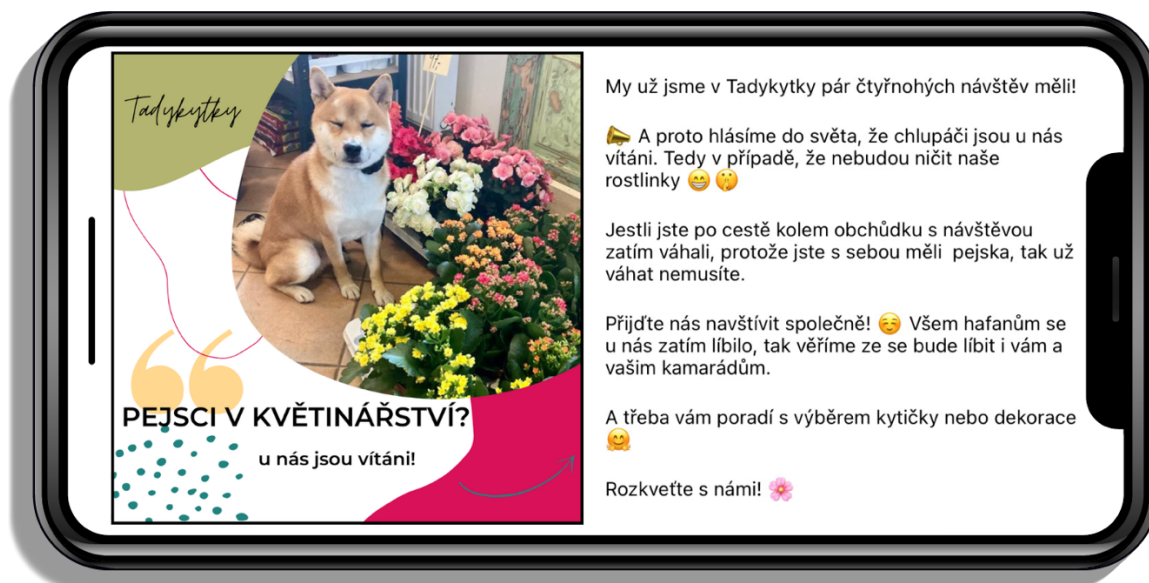 Tadykytky
PEJSCI V KVĚTINÁŘSTVÍ?
u nás jsou vítáni!
My už jsme v Tadykytky pár čtyřnohých návštěv měli!
📣 A proto hlásíme do světa, že chlupáči jsou u nás
vítáni. Tedy v případě, že nebudou ničit naše
rostlinky 😁🤫
Jestli jste po cestě kolem obchůdku s návštěvou
zatím váhali, protože jste s sebou měli  pejska, tak už
váhat nemusíte.
Přijďte nás navštívit společně! ☺️ Všem hafanům se
u nás zatím líbilo, tak věříme ze se bude líbit i vám a
vašim kamarádům.
A třeba vám poradí s výběrem kytičky nebo dekorace
🤗
Rozkveťte s námi! 🌸